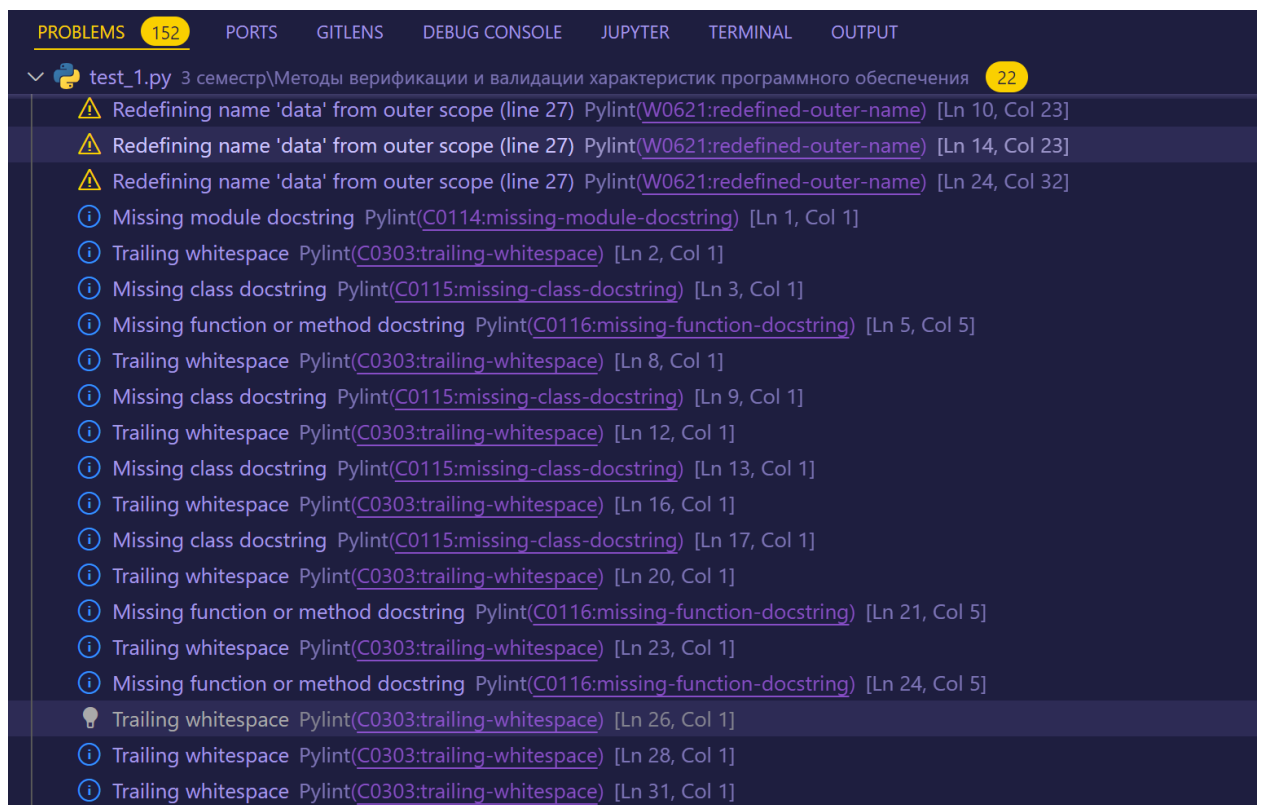 PROBLEMS 152 PORTS GITLENS DEBUG CONSOLE JUPYTER TERMINAL OUTPUT
test_1.py 3 семестр\Методы верификации и валидации характеристик программного обеспечения 22
Redefining name 'data' from outer scope (line 27) Pylint(W0621:redefined-outer-name) [Ln 10, Col 23]
Redefining name 'data' from outer scope (line 27) Pylint(W0621:redefined-outer-name) [Ln 14, Col 23]
Redefining name 'data' from outer scope (line 27) Pylint(W0621:redefined-outer-name) [Ln 24, Col 32]
Missing module docstring Pylint(C0114:missing-module-docstring) [Ln 1, Col 1]
Trailing whitespace Pylint(C0303:trailing-whitespace) [Ln 2, Col 1]
Missing class docstring Pylint(C0115:missing-class-docstring) [Ln 3, Col 1]
Missing function or method docstring Pylint(C0116:missing-function-docstring) [Ln 5, Col 5]
Trailing whitespace Pylint(C0303:trailing-whitespace) [Ln 8, Col 1]
Missing class docstring Pylint(C0115:missing-class-docstring) [Ln 9, Col 1]
Trailing whitespace Pylint(C0303:trailing-whitespace) [Ln 12, Col 1]
Missing class docstring Pylint(C0115:missing-class-docstring) [Ln 13, Col 1]
Trailing whitespace Pylint(C0303:trailing-whitespace) [Ln 16, Col 1]
Missing class docstring Pylint(C0115:missing-class-docstring) [Ln 17, Col 1]
Trailing whitespace Pylint(C0303:trailing-whitespace) [Ln 20, Col 1]
Missing function or method docstring Pylint(C0116:missing-function-docstring) [Ln 21, Col 5]
Trailing whitespace Pylint(C0303:trailing-whitespace) [Ln 23, Col 1]
Missing function or method docstring Pylint(C0116:missing-function-docstring) [Ln 24, Col 5]
Trailing whitespace Pylint(C0303:trailing-whitespace) [Ln 26, Col 1]
Trailing whitespace Pylint(C0303:trailing-whitespace) [Ln 28, Col 1]
Trailing whitespace Pylint(C0303:trailing-whitespace) [Ln 31, Col 1]